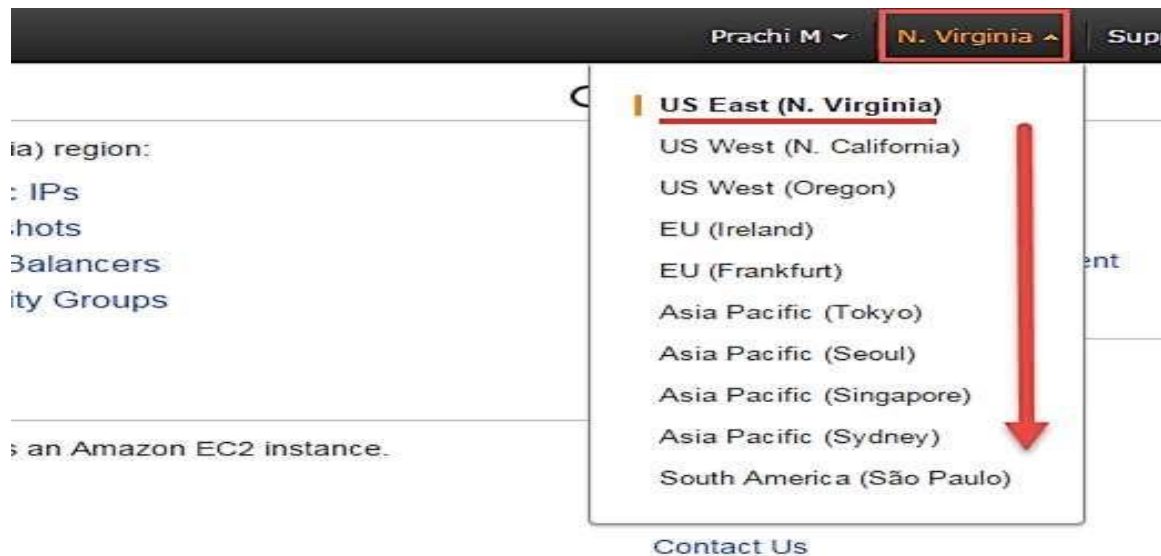 Prachi M N. Virginia Sup
US East (N. Virginia)
ia) region:
US West (N. California)
IPs
US West (Oregon)
hots
EU (Ireland)
Balancers
EU (Frankfurt)
ent
ity Groups
Asia Pacific (Tokyo)
Asia Pacific (Seoul)
Asia Pacific (Singapore)
Asia Pacific (Sydney)
s an Amazon EC2 instance.
South America (São Paulo)
Contact Us